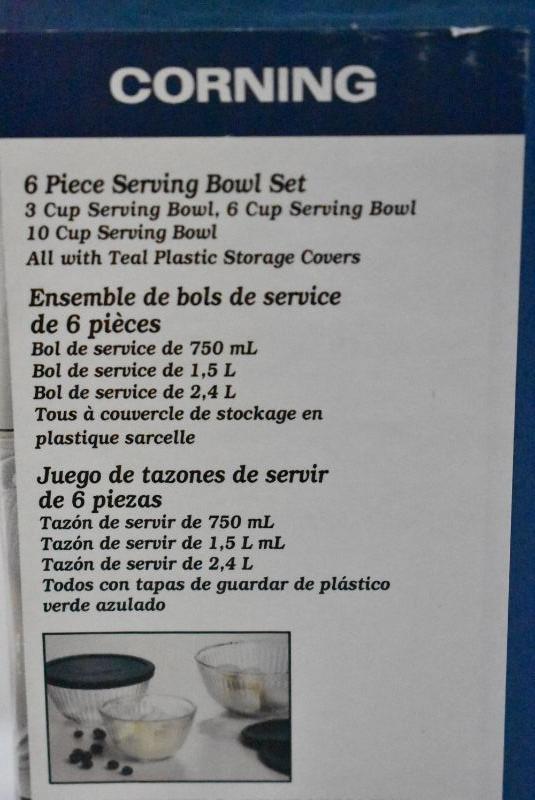 CORNING
6 Piece Serving Bowl Set
3 Cup Serving Bowl, 6 Cup Serving Bowl
10 Cup Serving Bowl
All with Teal Plastic Storage Covers
Ensemble de bols de service
de 6 pièces
Bol de service de 750 mL
Bol de service de 1,5 L
Bol de service de 2,4 L
Tous à couvercle de stockage en
plastique sarcelle
Juego de tazones de servir
de 6 piezas
Tazón de servir de 750 mL
Tazón de servir de 1,5 L mL
Tazón de servir de 2,4 L
Todos con tapas de guardar de plástico
verde azulado